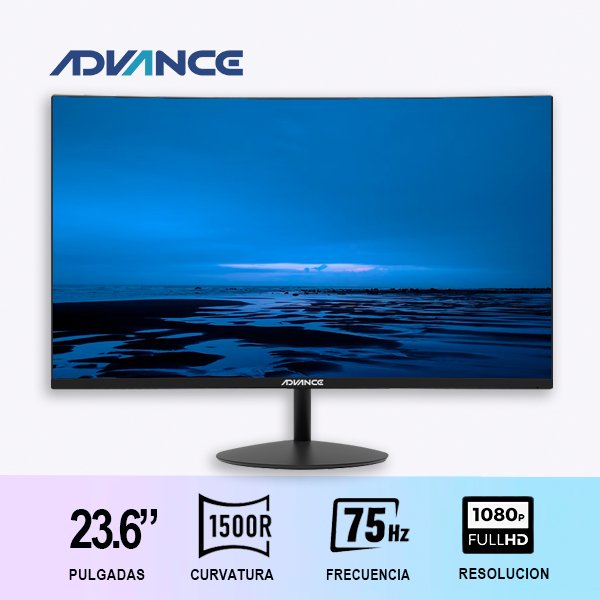 ADVANCE
ADVANCE
23.6”
1500R
75Hz
1080P
FULLHD
PULGADAS
CURVATURA
FRECUENCIA
RESOLUCION